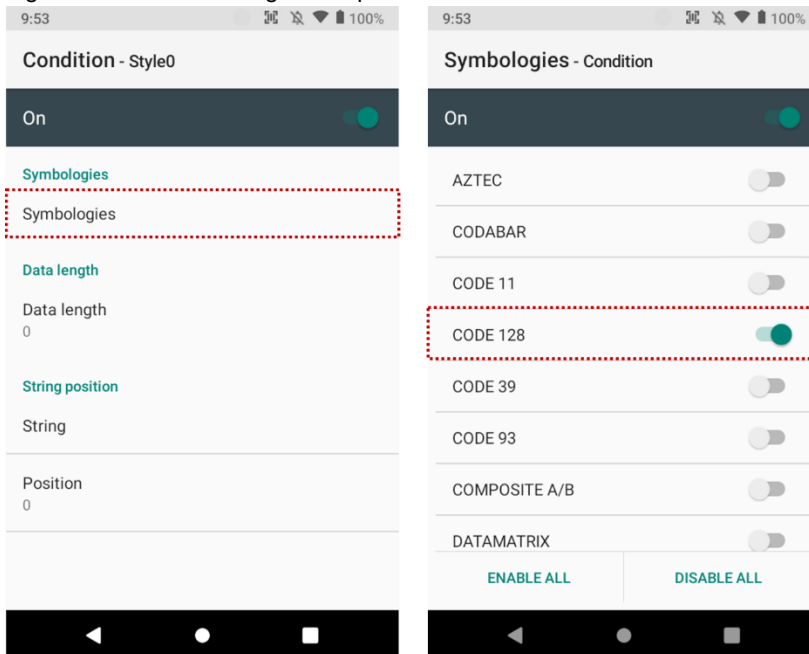 9:53
100%
Condition - Style0
On
Symbologies
Symbologies
Data length
Data length
0
String position
String
Position
0
9:53
100%
Symbologies - Condition
On
AZTEC
CODABAR
CODE 11
CODE 128
CODE 39
CODE 93
COMPOSITE A/B
DATAMATRIX
ENABLE ALL
DISABLE ALL